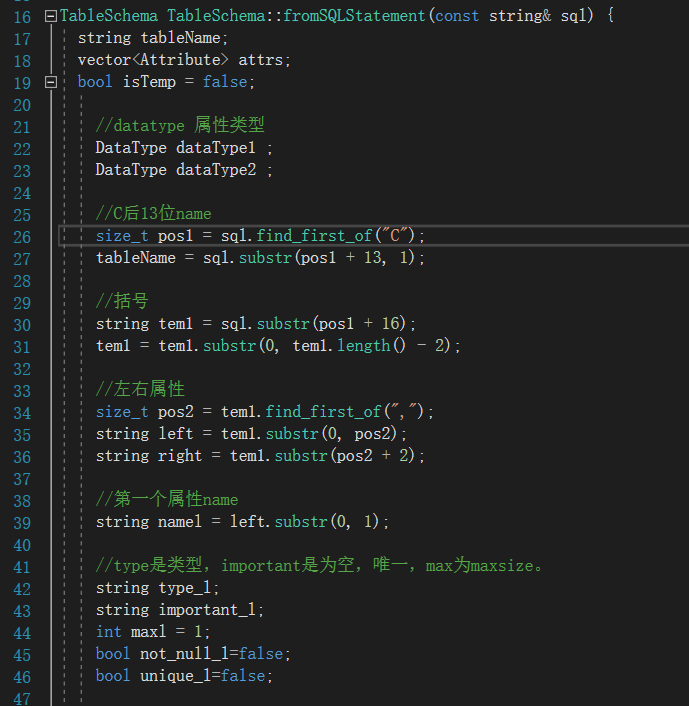 16 TableSchema TableSchema::fromSQLStatement(const string& sql) {
17 string tableName;
18 vector<Attribute> attrs;
19 bool isTemp = false;
20
21 //datatype 属性类型
22 DataType dataType1 ;
23 DataType dataType2 ;
24
25 //C后13位name
26 size_t pos1 = sql.find_first_of("C");
27 tableName = sql.substr(pos1 + 13, 1);
28
29 //括号
30 string tem1 = sql.substr(pos1 + 16);
31 tem1 = tem1.substr(0, tem1.length() - 2);
32
33 //左右属性
34 size_t pos2 = tem1.find_first_of(",");
35 string left = tem1.substr(0, pos2);
36 string right = tem1.substr(pos2 + 2);
37
38 //第一个属性name
39 string namel = left.substr(0, 1);
40
41 //type是类型，important是为空，唯一，max为maxsize。
42 string type_l;
43 string important_l;
44 int maxl = 1;
45 bool not_null_l=false;
46 bool unique_l=false;
47